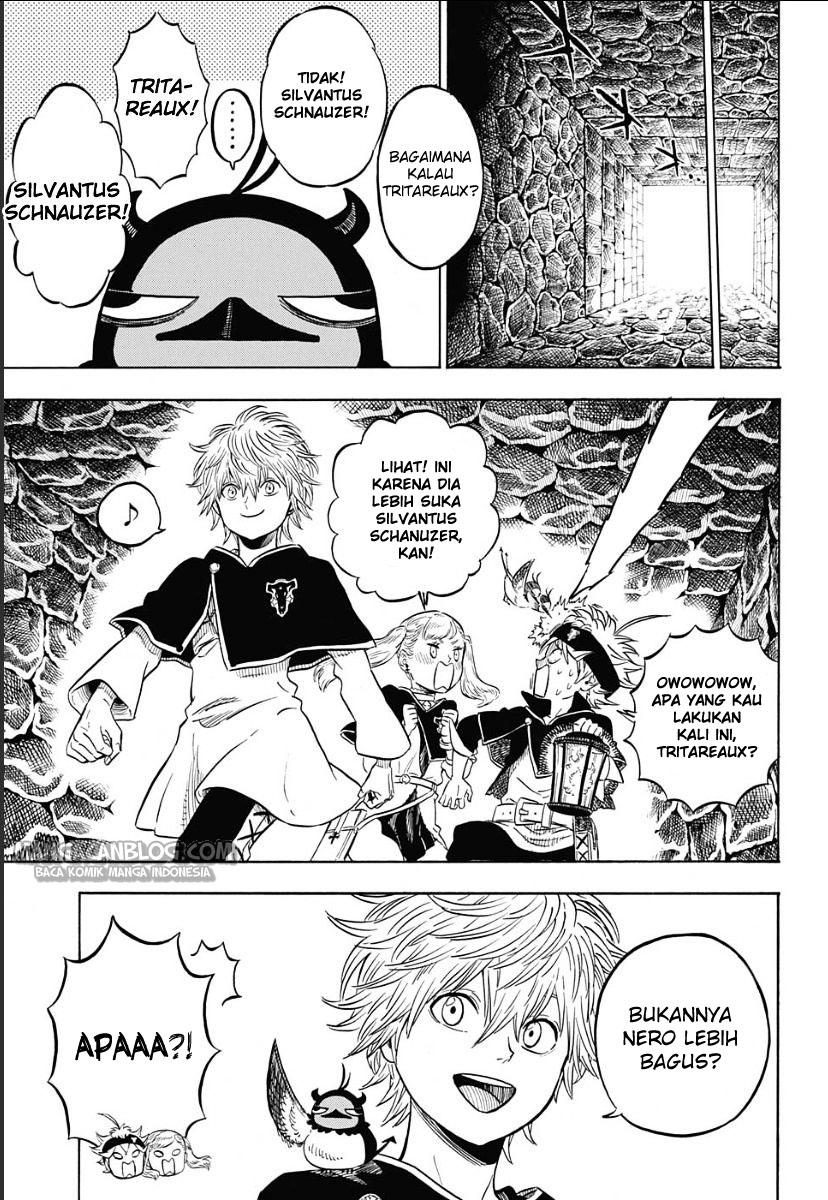 BAGAIMANA
KALAU
TRITAREAUX?
TIDAK!
SILVANTUS
SCHNAUZER!
TRITA-
REAUX!
SILVANTUS
SCHNAUZER!
LIHAT! INI
KARENA DIA
LEBIH SUKA
SILVANTUS
SCHANUZER,
KAN!
OWOWOWOW,
APA YANG KAU
LAKUKAN
KALI INI,
TRITAREAUX?
BACA KOMIK MANGA INDONESIA
BUKANNYA
NERO LEBIH
BAGUS?
APAAA?!